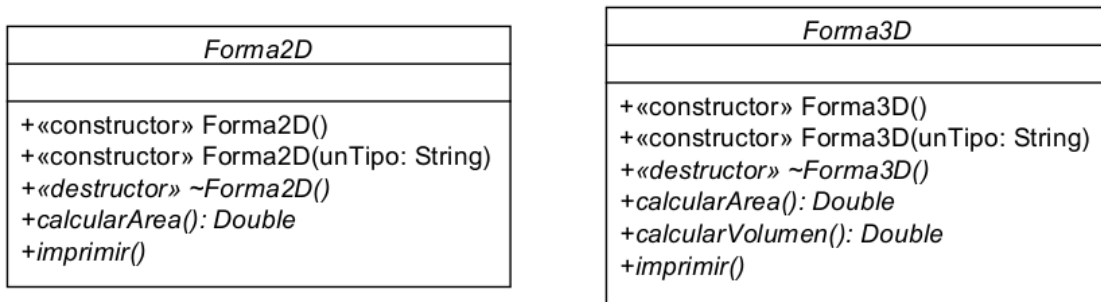 Forma2D
+«constructor» Forma2D()
+«constructor» Forma2D(unTipo: String)
+«destructor» ~Forma2D()
+calcularArea(): Double
+imprimir()
Forma3D
+«constructor» Forma3D()
+«constructor» Forma3D(unTipo: String)
+«destructor» ~Forma3D()
+calcularArea(): Double
+calcularVolumen(): Double
+imprimir()